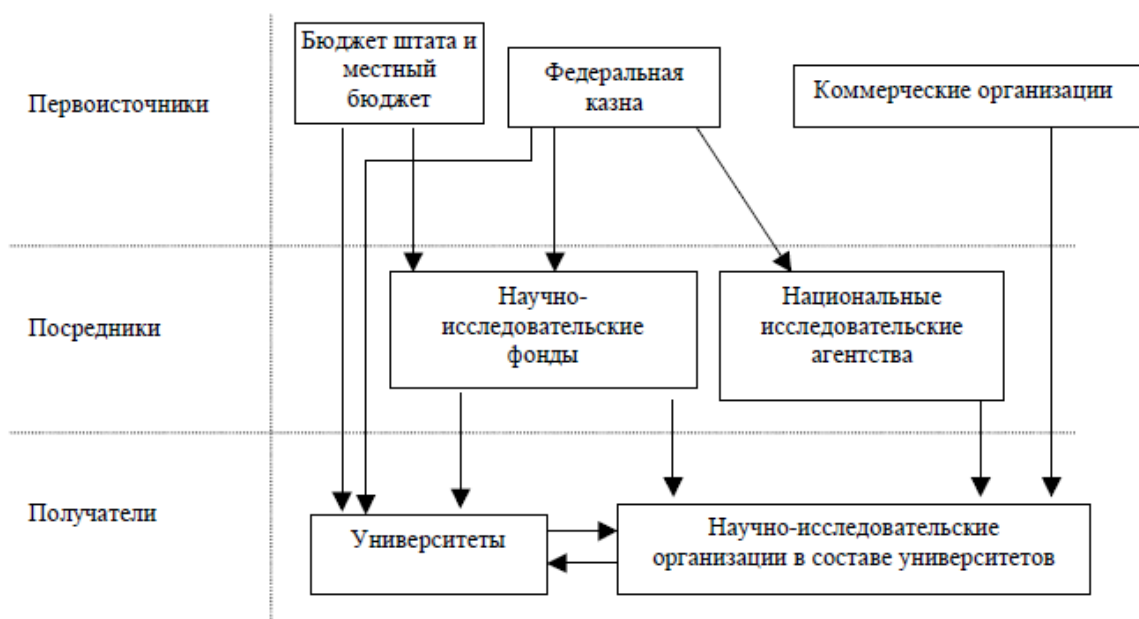 Бюджет штата и
местный
бюджет
Федеральная
казна
Коммерческие организации
Первоисточники
Научно-
исследовательские
фонды
Национальные
исследовательские
агентства
Посредники
Получатели
Университеты
Научно-исследовательские
организации в составе университетов